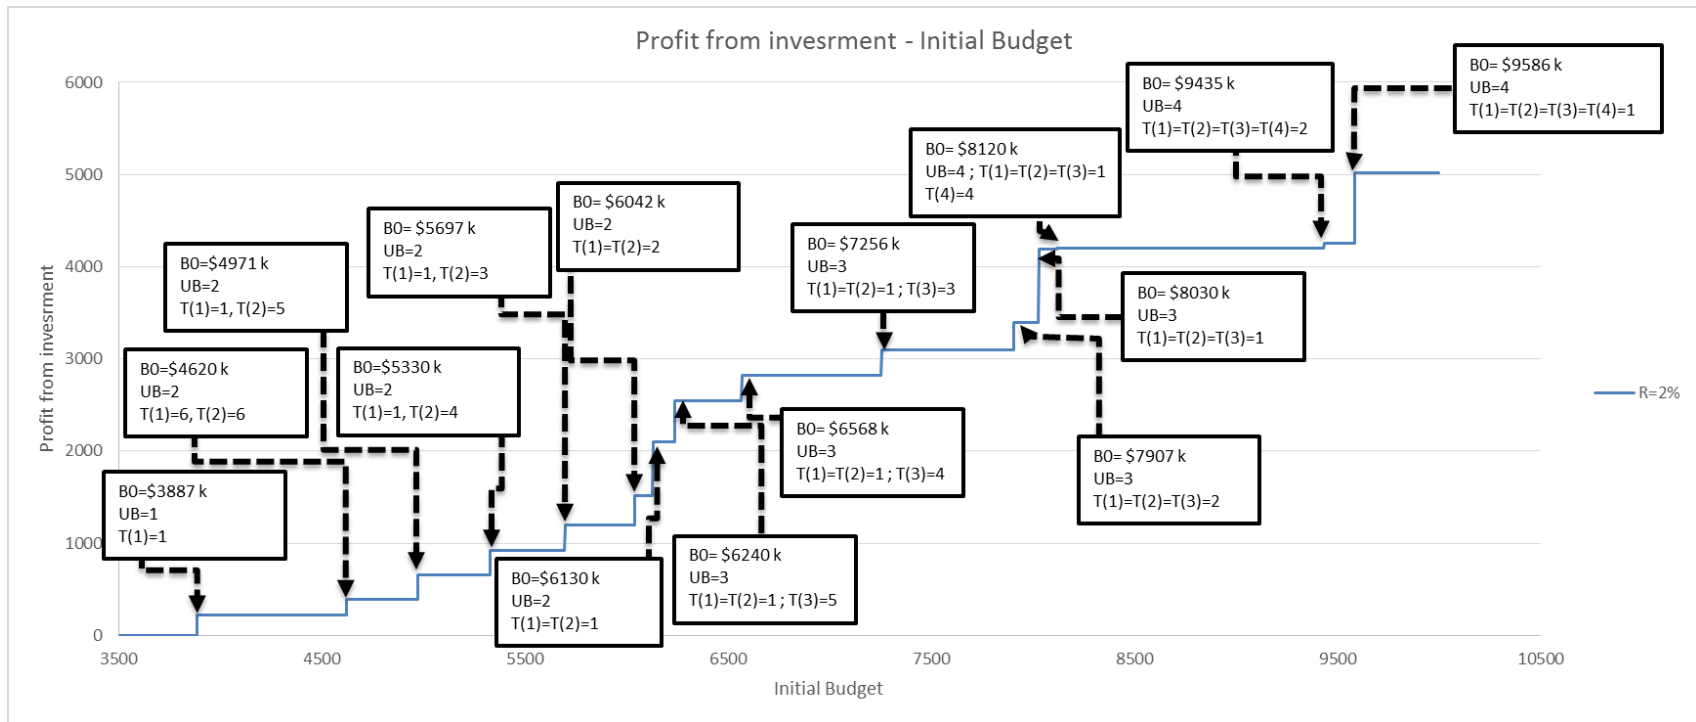 Profit from invesrment - Initial Budget
Profit from invesrment
6000
5000
4000
3000
2000
1000
0
B0= $3887 k
UB=1
T(1)=1
B0= $4620 k
UB=2
T(1)=6, T(2)=6
B0=$4971 k
UB=2
T(1)=1, T(2)=5
B0= $5330 k
UB=2
T(1)=1, T(2)=4
B0= $5697 k
UB=2
T(1)=1, T(2)=3
B0= $6042 k
UB=2
T(1)=T(2)=2
B0= $6130 k
UB=2
T(1)=T(2)=1
B0= $6240 k
UB=3
T(1)=T(2)=1 ; T(3)=5
B0= $6568 k
UB=3
T(1)=T(2)=1 ; T(3)=4
B0= $7256 k
UB=3
T(1)=T(2)=1 ; T(3)=3
B0= $7907 k
UB=3
T(1)=T(2)=T(3)=2
B0= $8030 k
UB=3
T(1)=T(2)=T(3)=1
B0= $8120 k
UB=4 ; T(1)=T(2)=T(3)=1
T(4)=4
B0= $9435 k
UB=4
T(1)=T(2)=T(3)=T(4)=2
B0= $9586 k
UB=4
T(1)=T(2)=T(3)=T(4)=1
R=2%
3500 4500 5500 6500 7500 8500 9500 10500
Initial Budget